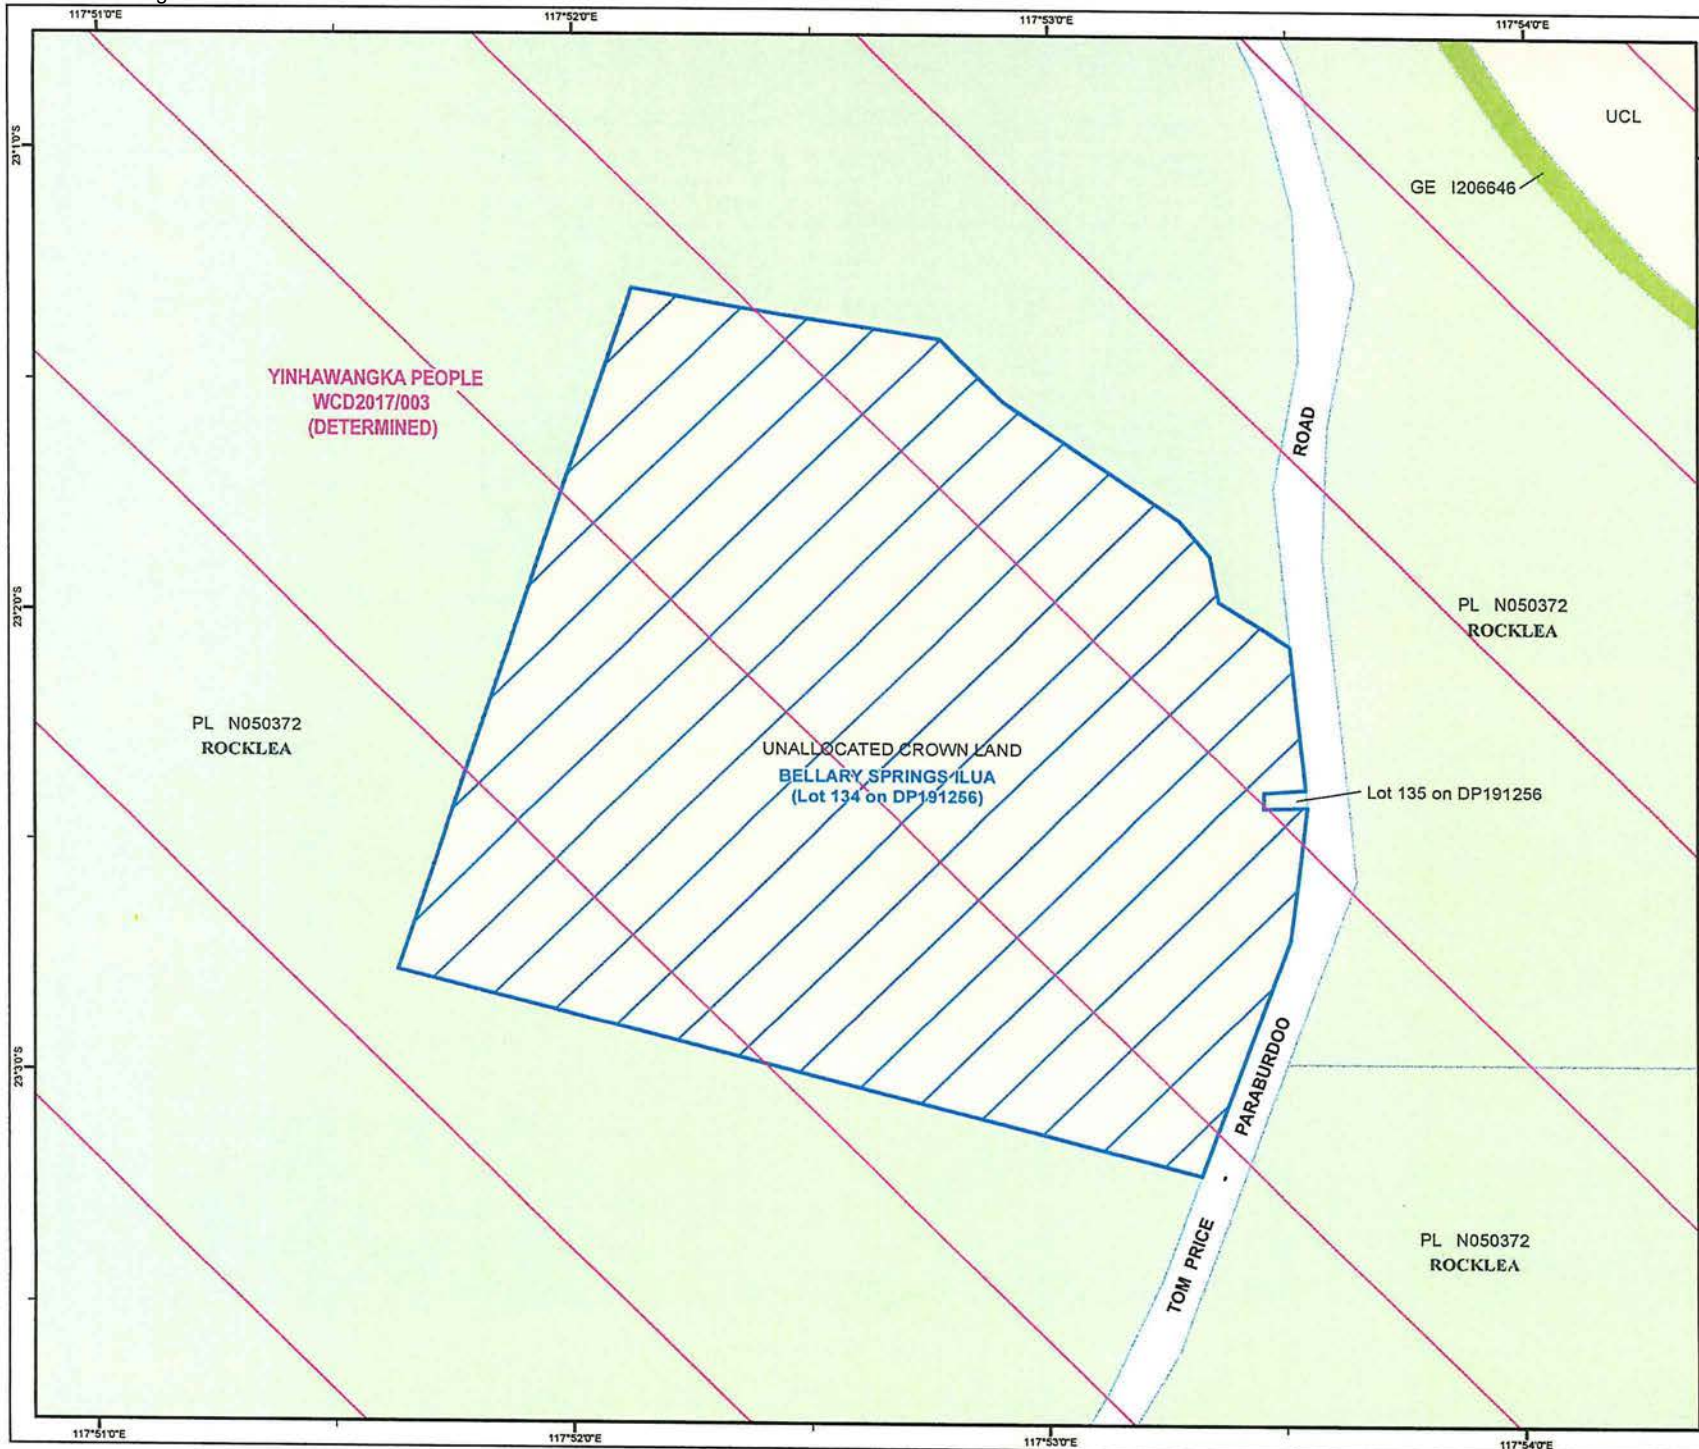 117°51'0"E
117°52'0"E
117°53'0"E
117°54'0"E
23°1'0"S
UCL
GE I206646
YINHAWANGKA PEOPLE
WCD2017/003
(DETERMINED)
ROAD
23°2'0"S
PL N050372
ROCKLEA
PL N050372
ROCKLEA
UNALLOCATED CROWN LAND
BELLARY SPRINGS ILUA
(Lot 134 on DP191256)
Lot 135 on DP191256
23°3'0"S
TOM PRICE - PARABURDOO
PL N050372
ROCKLEA
117°51'0"E
117°52'0"E
117°53'0"E
117°54'0"E